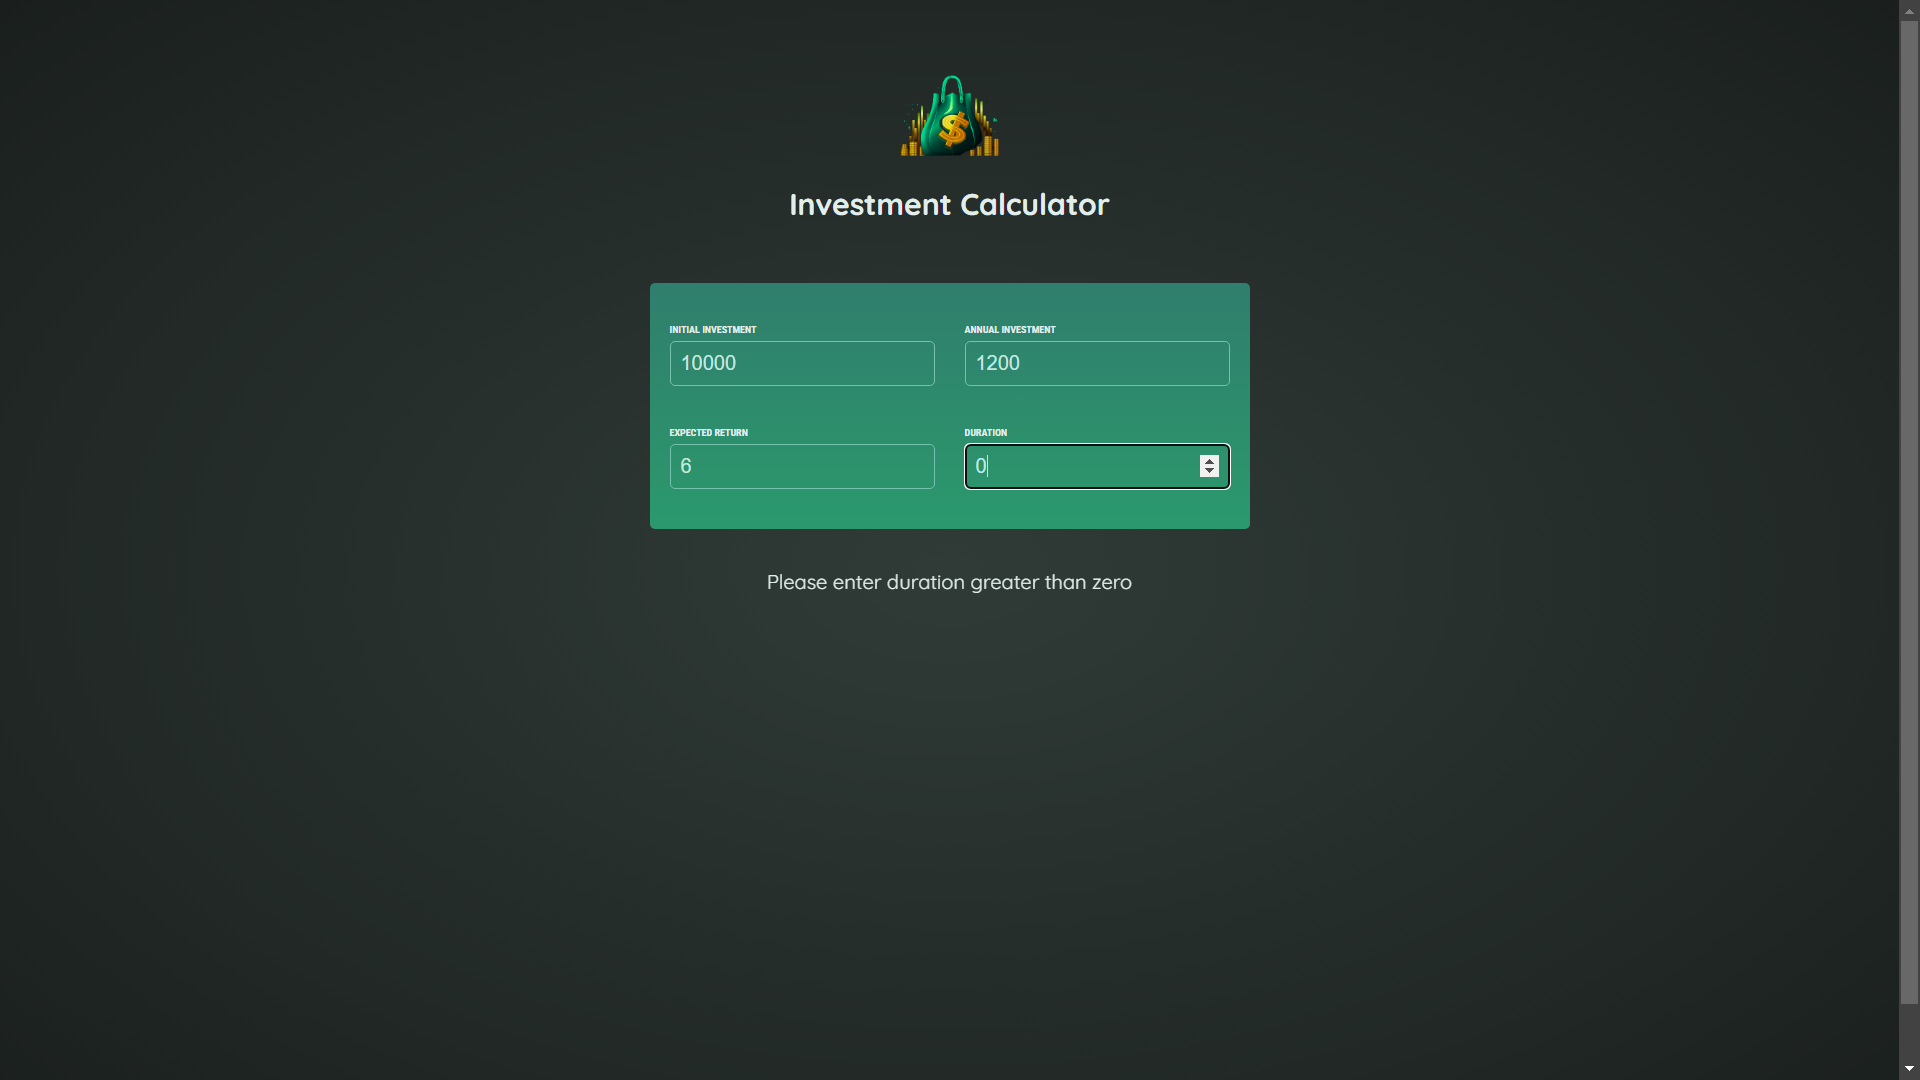 $
Investment Calculator
INITIAL INVESTMENT ANNUAL INVESTMENT
10000 1200
EXPECTED RETURN DURATION
6 0
Please enter duration greater than zero